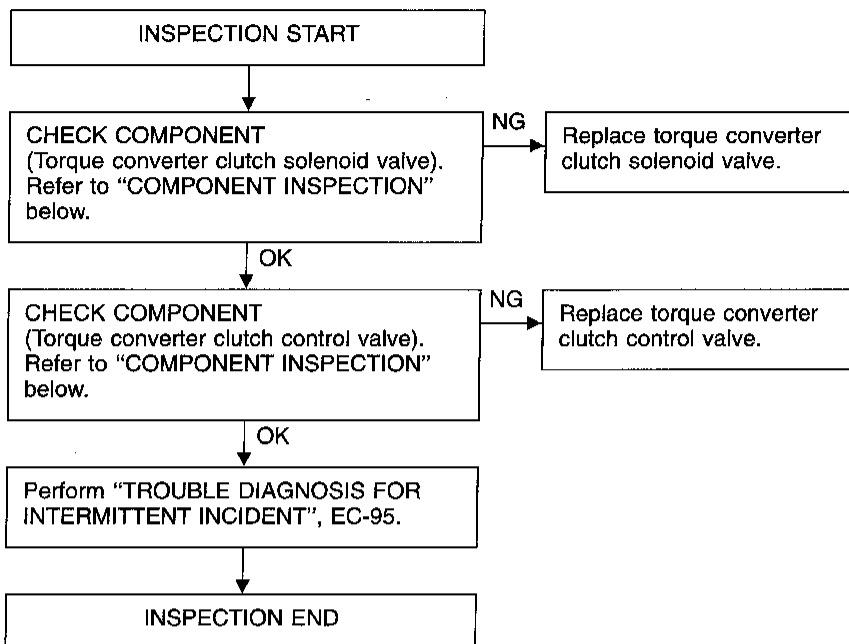 INSPECTION START
CHECK COMPONENT
(Torque converter clutch solenoid valve).
Refer to “COMPONENT INSPECTION”
below.
NG
Replace torque converter
clutch solenoid valve.
OK
CHECK COMPONENT
(Torque converter clutch control valve).
Refer to “COMPONENT INSPECTION”
below.
NG
Replace torque converter
clutch control valve.
OK
Perform “TROUBLE DIAGNOSIS FOR
INTERMITTENT INCIDENT”, EC-95.
INSPECTION END